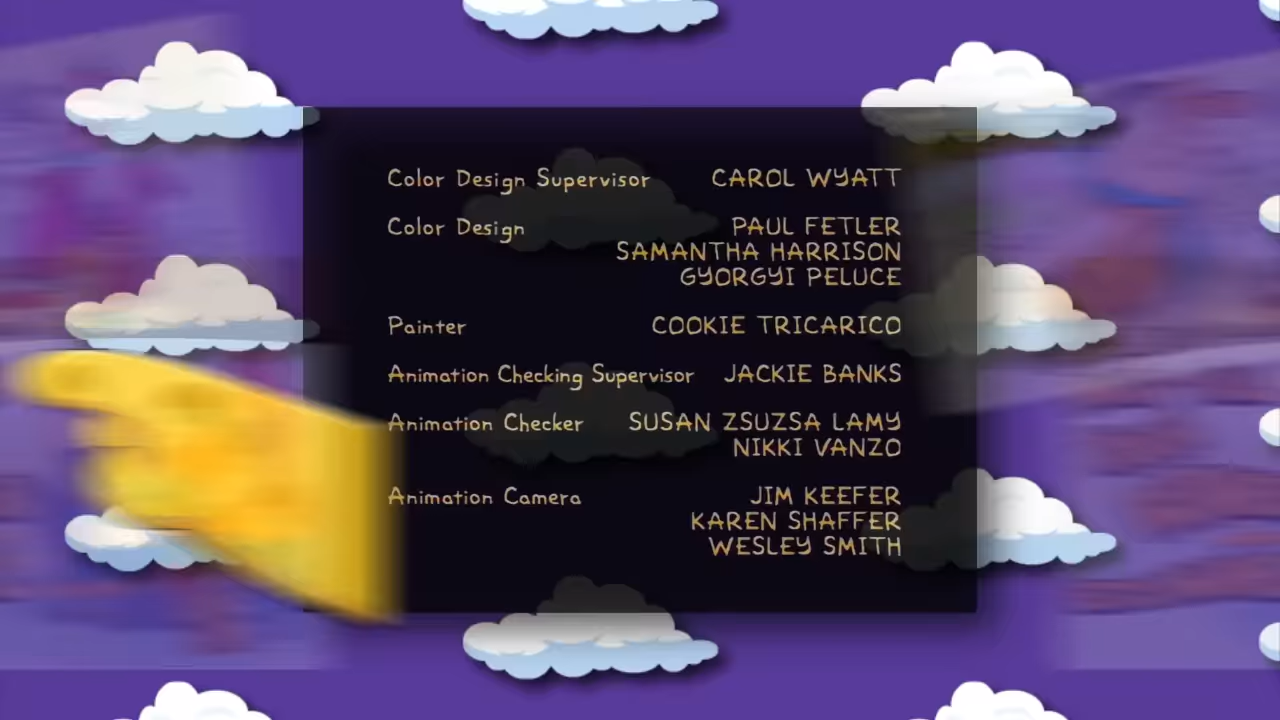 Color Design Supervisor CAROL WYATT
Color Design PAUL FETLER
SAMANTHA HARRISON
GYORGYI PELUCE
Painter COOKIE TRICARICO
Animation Checking Supervisor JACKIE BANKS
Animation Checker SUSAN ZSUZSA LAMY
NIKKI VANZO
Animation Camera JIM KEEFER
KAREN SHAFFER
WESLEY SMITH